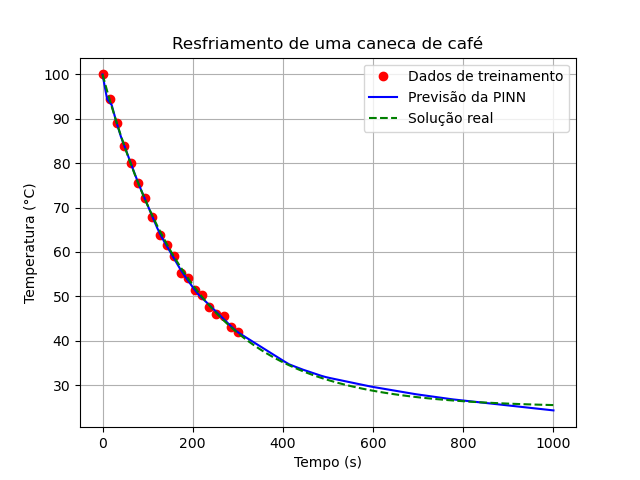 Resfriamento de uma caneca de café
Dados de treinamento
Previsão da PINN
Solução real
100
90
80
70
60
50
40
30
Temperatura (°C)
0 200 400 600 800 1000
Tempo (s)